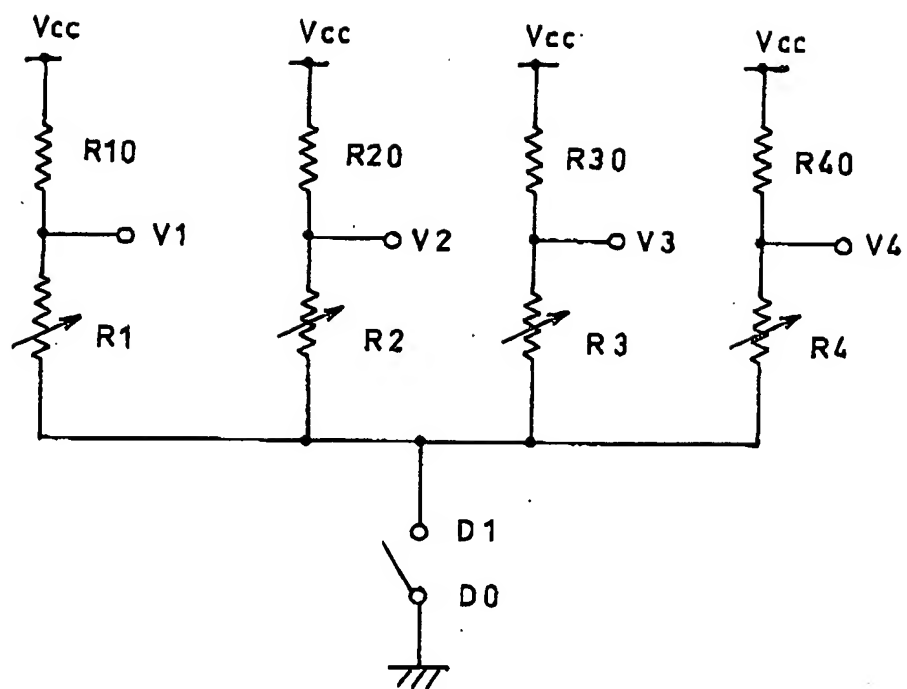 Vcc Vcc Vcc Vcc
R10 R20 R30 R40
V1 V2 V3 V4
R1 R2 R3 R4
D1
D0